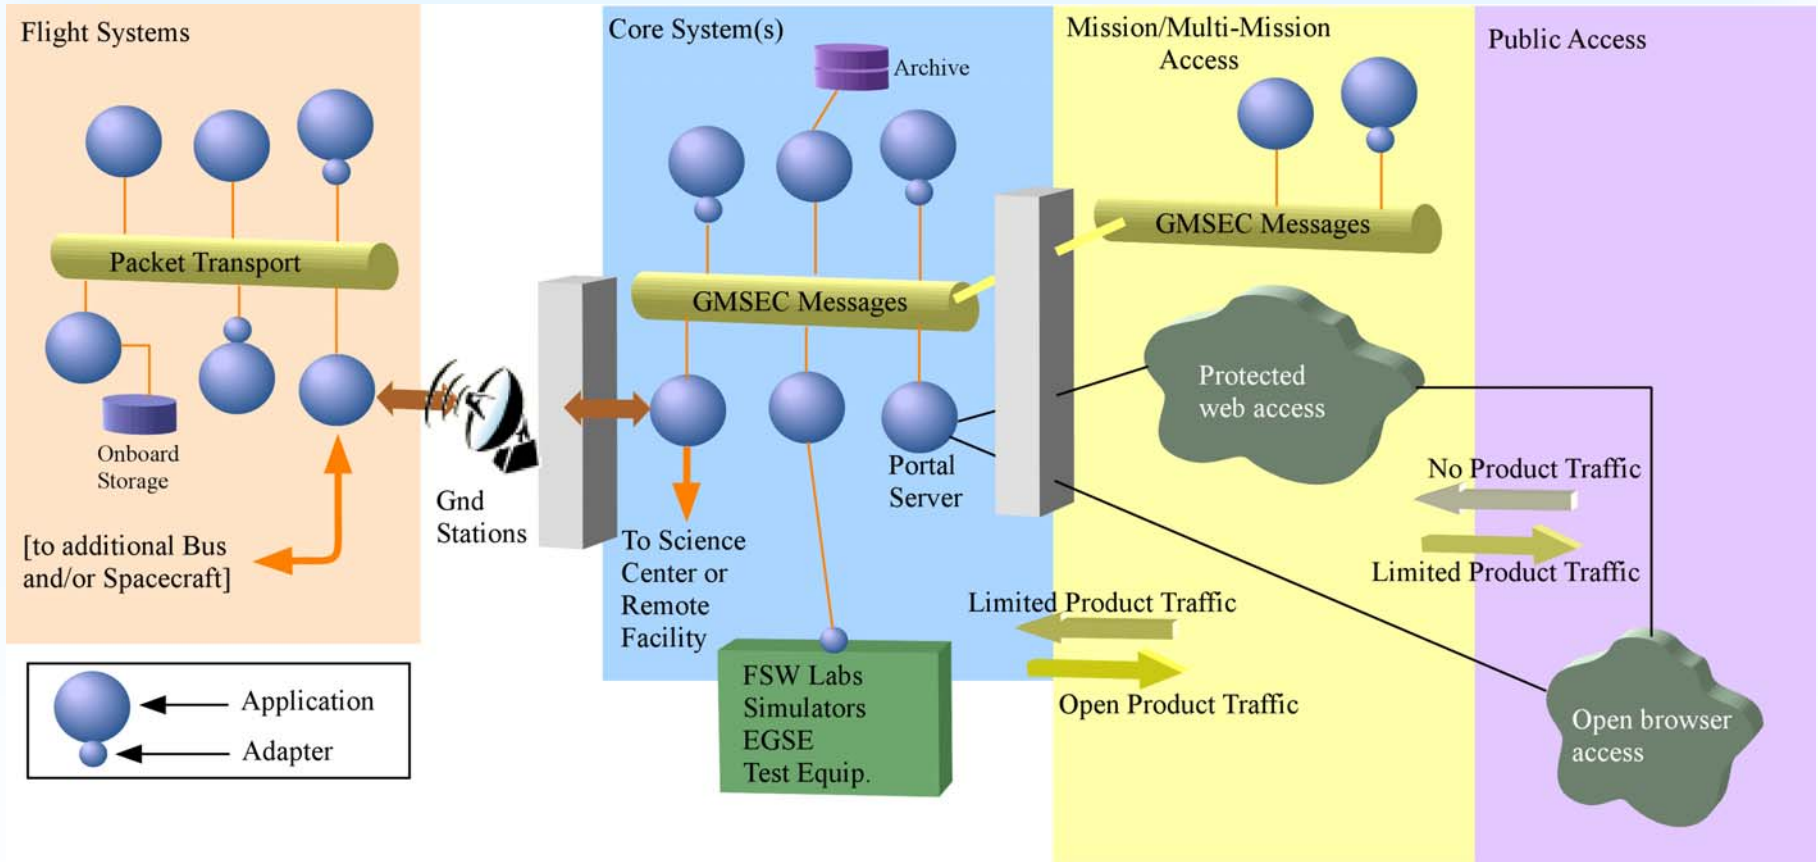 Flight Systems
Packet Transport
Onboard
Storage
[to additional Bus
and/or Spacecraft]
Application
Adapter
Gnd
Stations
Core System(s)
Archive
GMSEC Messages
Portal
Server
To Science
Center or
Remote
Facility
FSW Labs
Simulators
EGSE
Test Equip.
Mission/Multi-Mission
Access
GMSEC Messages
Protected
web access
No Product Traffic
Limited Product Traffic
Limited Product Traffic
Open Product Traffic
Public Access
Open browser
access